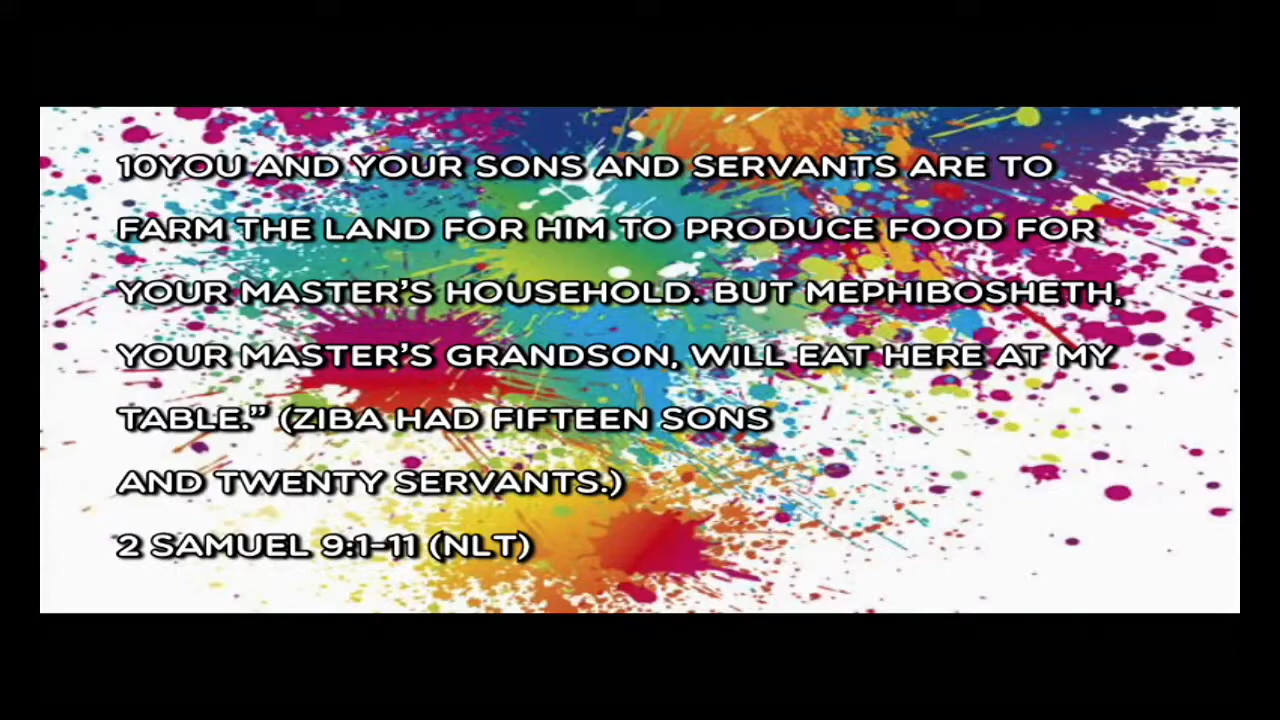 10YOU AND YOUR SONS AND SERVANTS ARE TO
FARM THE LAND FOR HIM TO PRODUCE FOOD FOR
YOUR MASTER’S HOUSEHOLD. BUT MEPHIBOSHETH,
YOUR MASTER’S GRANDSON, WILL EAT HERE AT MY
TABLE.” (ZIBA HAD FIFTEEN SONS
AND TWENTY SERVANTS.)
2 SAMUEL 9:1-11 (NLT)